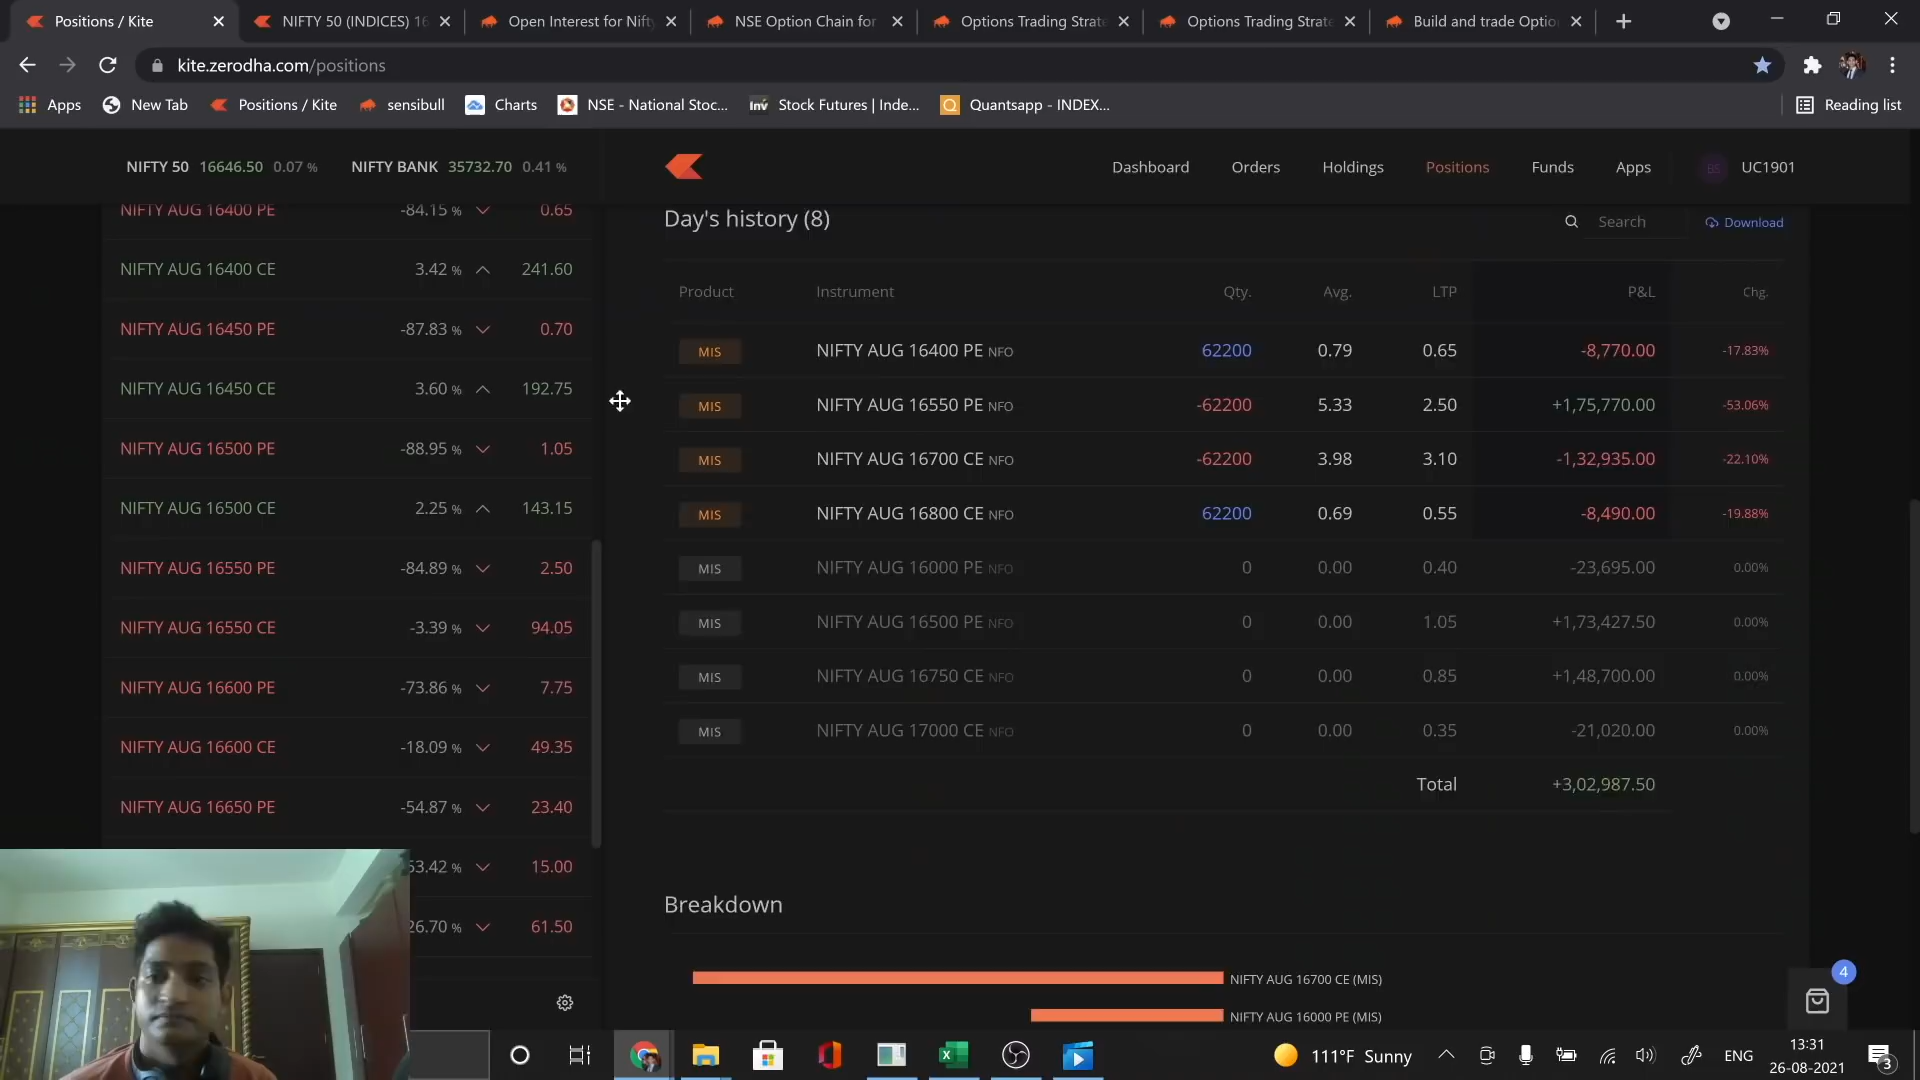 Positions / Kite
NIFTY 50 (INDICES) 16
Open Interest for Nifty
NSE Option Chain for
Options Trading Strate
Options Trading Strate
Build and trade Optio
kite.zerodha.com/positions
Apps
New Tab
Positions / Kite
sensibull
Charts
NSE - National Stoc...
Inv
Stock Futures | Inde...
Quantsapp - INDEX...
Reading list
NIFTY 50 16646.50 0.07 %
NIFTY BANK 35732.70 0.41 %
Dashboard
Orders
Holdings
Positions
Funds
Apps
BS
UC1901
NIFTY AUG 16400 PE -84.15 % 0.65
NIFTY AUG 16400 CE 3.42 % 241.60
NIFTY AUG 16450 PE -87.83 % 0.70
NIFTY AUG 16450 CE 3.60 % 192.75
NIFTY AUG 16500 PE -88.95 % 1.05
NIFTY AUG 16500 CE 2.25 % 143.15
NIFTY AUG 16550 PE -84.89 % 2.50
NIFTY AUG 16550 CE -3.39 % 94.05
NIFTY AUG 16600 PE -73.86 % 7.75
NIFTY AUG 16600 CE -18.09 % 49.35
NIFTY AUG 16650 PE -54.87 % 23.40
53.42 % 15.00
26.70 % 61.50
Day's history (8)
Search
Download
Product Instrument Qty. Avg. LTP P&L Chg.
MIS NIFTY AUG 16400 PE NFO 62200 0.79 0.65 -8,770.00 -17.83%
MIS NIFTY AUG 16550 PE NFO -62200 5.33 2.50 +1,75,770.00 -53.06%
MIS NIFTY AUG 16700 CE NFO -62200 3.98 3.10 -1,32,935.00 -22.10%
MIS NIFTY AUG 16800 CE NFO 62200 0.69 0.55 -8,490.00 -19.88%
MIS NIFTY AUG 16000 PE NFO 0 0.00 0.40 -23,695.00 0.00%
MIS NIFTY AUG 16500 PE NFO 0 0.00 1.05 +1,73,427.50 0.00%
MIS NIFTY AUG 16750 CE NFO 0 0.00 0.85 +1,48,700.00 0.00%
MIS NIFTY AUG 17000 CE NFO 0 0.00 0.35 -21,020.00 0.00%
Total +3,02,987.50
Breakdown
NIFTY AUG 16700 CE (MIS)
NIFTY AUG 16000 PE (MIS)
4
111°F Sunny
ENG
13:31
26-08-2021
3